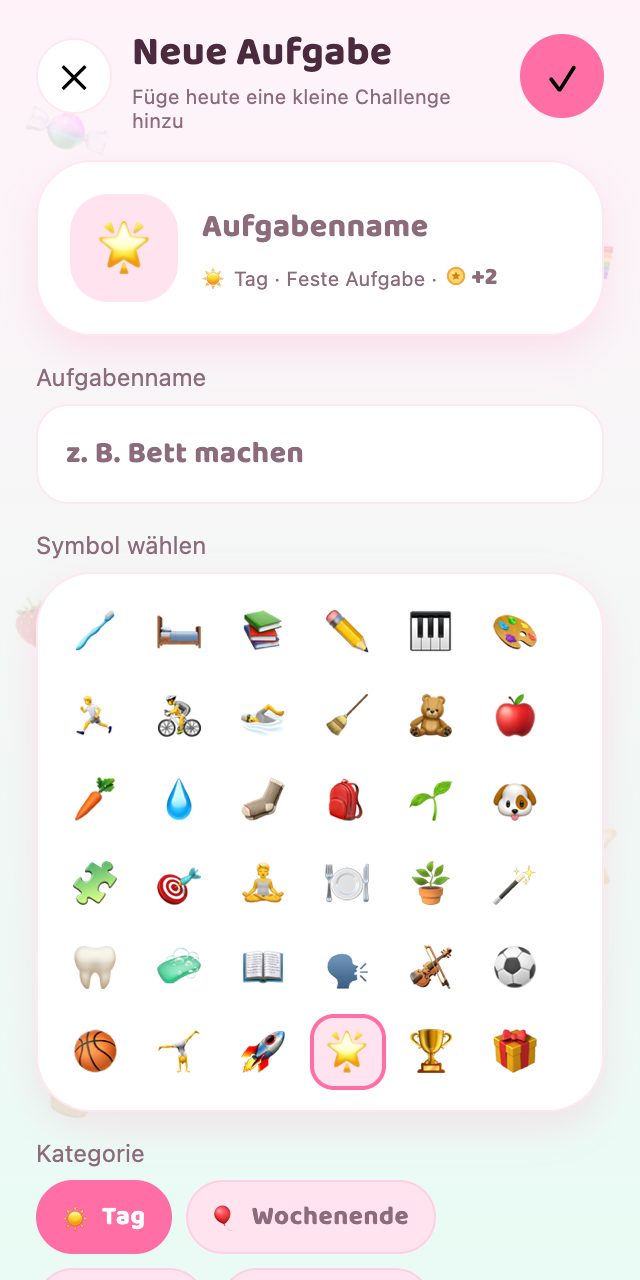 Neue Aufgabe
Füge heute eine kleine Challenge
hinzu
Aufgabenname
Tag · Feste Aufgabe · +2
Aufgabenname
z. B. Bett machen
Symbol wählen
Kategorie
Tag
Wochenende